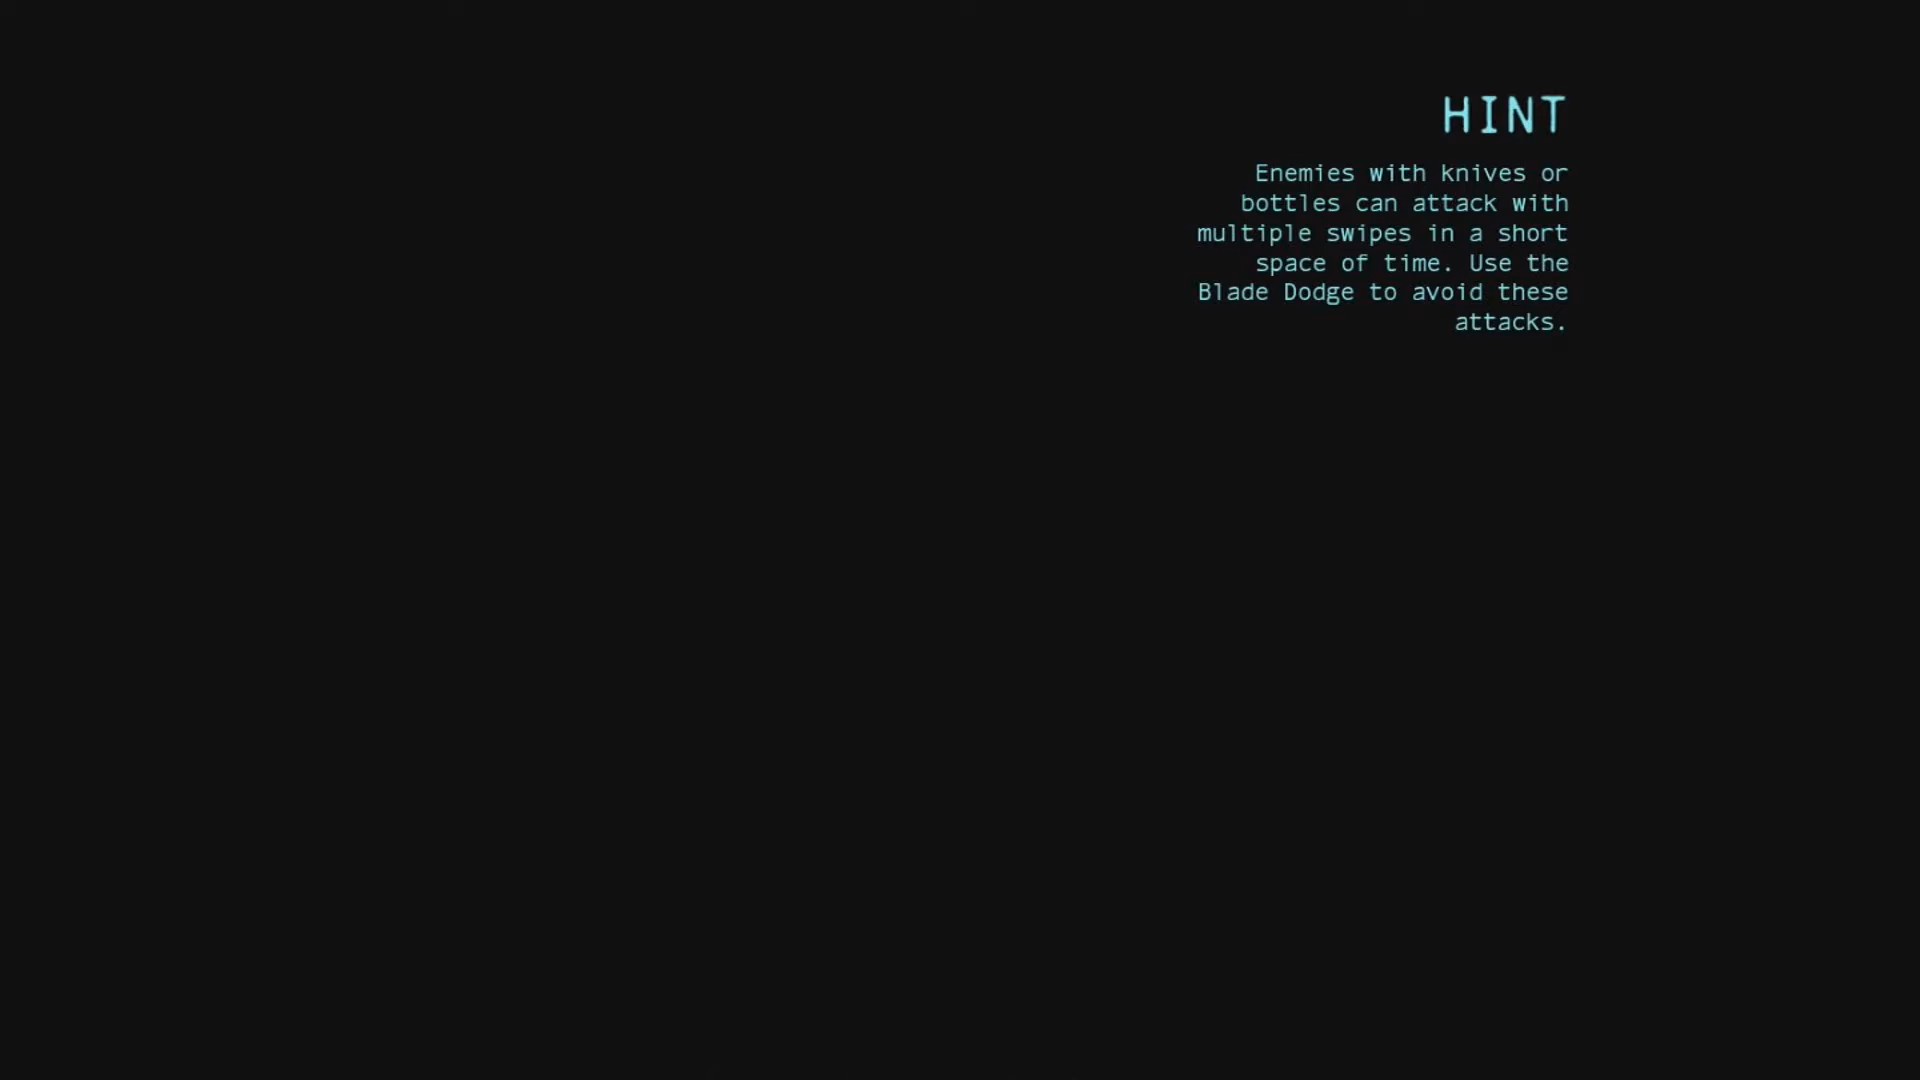 HINT
Enemies with knives or
bottles can attack with
multiple swipes in a short
space of time. Use the
Blade Dodge to avoid these
attacks.